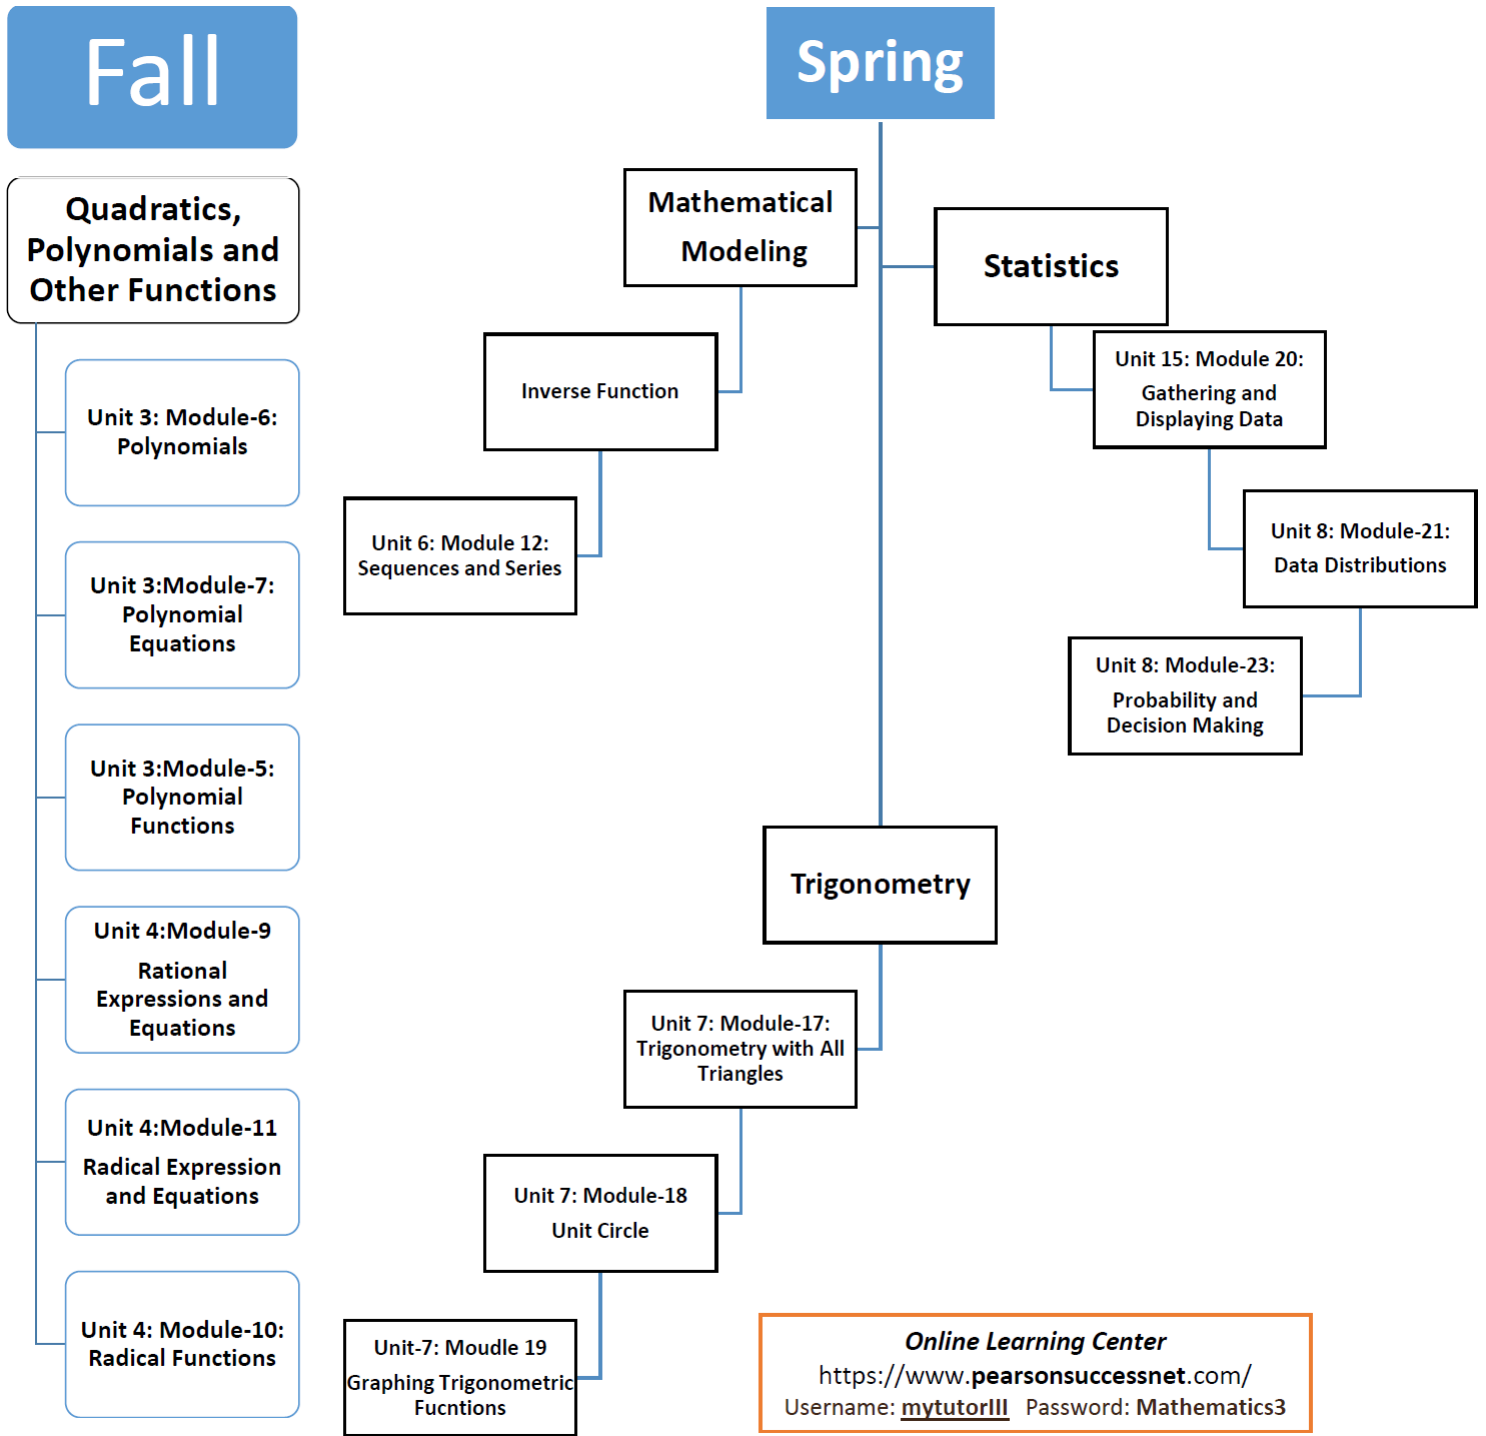 Fall
Quadratics,
Polynomials and
Other Functions
Unit 3: Module-6:
Polynomials
Unit 3:Module-7:
Polynomial
Equations
Unit 3:Module-5:
Polynomial
Functions
Unit 4:Module-9
Rational
Expressions and
Equations
Unit 4:Module-11
Radical Expression
and Equations
Unit 4: Module-10:
Radical Functions
Spring
Mathematical
Modeling
Inverse Function
Unit 6: Module 12:
Sequences and Series
Statistics
Unit 15: Module 20:
Gathering and
Displaying Data
Unit 8: Module-21:
Data Distributions
Unit 8: Module-23:
Probability and
Decision Making
Trigonometry
Unit 7: Module-17:
Trigonometry with All
Triangles
Unit 7: Module-18
Unit Circle
Unit-7: Moudle 19
Graphing Trigonometric
Fucntions
Online Learning Center
https://www.pearsonsuccessnet.com/
Username: mytutorIII Password: Mathematics3